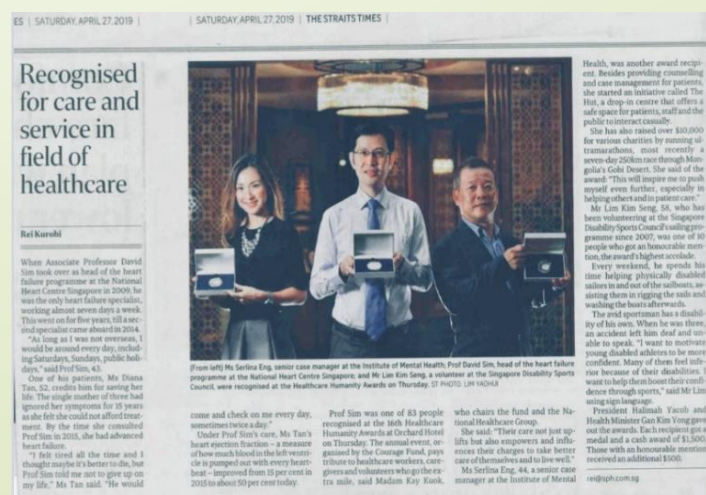 ES | SATURDAY, APRIL 27, 2019 |
| SATURDAY, APRIL 27, 2019 | THE STRAITS TIMES |
Recognised
for care and
service in
field of
healthcare
Rei Kurohi
When Associate Professor David
Sim took over as head of the heart
failure programme at the National
Heart Centre Singapore in 2009, he
was the only heart failure specialist,
working almost seven days a week.
This went on for five years, till a sec-
ond specialist came aboard in 2014.
"As long as I was not overseas, I
would be around every day, includ-
ing Saturdays, Sundays, public holi-
days," said Prof Sim, 43.
One of his patients, Ms Diana
Tan, 52, credits him for saving her
life. The single mother of three had
ignored her symptoms for 15 years
as she felt she could not afford treat-
ment. By the time she consulted
Prof Sim in 2015, she had advanced
heart failure.
"I felt tired all the time and I
thought maybe it's better to die, but
Prof Sim told me not to give up on
my life," Ms Tan said. "He would
(From left) Ms Serlina Eng, senior case manager at the Institute of Mental Health; Prof David Sim, head of the heart failure
programme at the National Heart Centre Singapore; and Mr Lim Kim Seng, a volunteer at the Singapore Disability Sports
Council, were recognised at the Healthcare Humanity Awards on Thursday. ST PHOTO: LIM YAOHUI
come and check on me every day,
sometimes twice a day."
Under Prof Sim's care, Ms Tan's
heart ejection fraction – a measure
of how much blood in the left ventri-
cle is pumped out with every heart-
beat – improved from 15 per cent in
2015 to about 50 per cent today.
Prof Sim was one of 83 people
recognised at the 16th Healthcare
Humanity Awards at Orchard Hotel
on Thursday. The annual event, or-
ganised by the Courage Fund, pays
tribute to healthcare workers, care-
givers and volunteers who go the ex-
tra mile, said Madam Kay Kuok,
who chairs the fund and the Na-
tional Healthcare Group.
She said: "Their care not just up-
lifts but also empowers and influ-
ences their charges to take better
care of themselves and to live well."
Ms Serlina Eng, 44, a senior case
manager at the Institute of Mental
Health, was another award recipi-
ent. Besides providing counselling
and case management for patients,
she started an initiative called The
Hut, a drop-in centre that offers a
safe space for patients, staff and the
public to interact casually.
She has also raised over $10,000
for various charities by running ul-
tramarathons, most recently a
seven-day 250km race through Mon-
golia's Gobi Desert. She said of the
award: "This will inspire me to push
myself even further, especially in
helping others and in patient care."
Mr Lim Kim Seng, 58, who has
been volunteering at the Singapore
Disability Sports Council's sailing pro-
gramme since 2007, was one of 10
people who got an honourable men-
tion, the award's highest accolade.
Every weekend, he spends his
time helping physically disabled
sailors in and out of the sailboats, as-
sisting them in rigging the sails and
washing the boats afterwards.
The avid sportsman has a disabil-
ity of his own. When he was three,
an accident left him deaf and un-
able to speak. "I want to motivate
young disabled athletes to be more
confident. Many of them feel infe-
rior because of their disabilities. I
want to help them boost their confi-
dence through sports," said Mr Lim
using sign language.
President Halimah Yacob and
Health Minister Gan Kim Yong gave
out the awards. Each recipient got a
medal and a cash award of $1,500.
Those with an honourable mention
received an additional $500.
rei@sph.com.sg